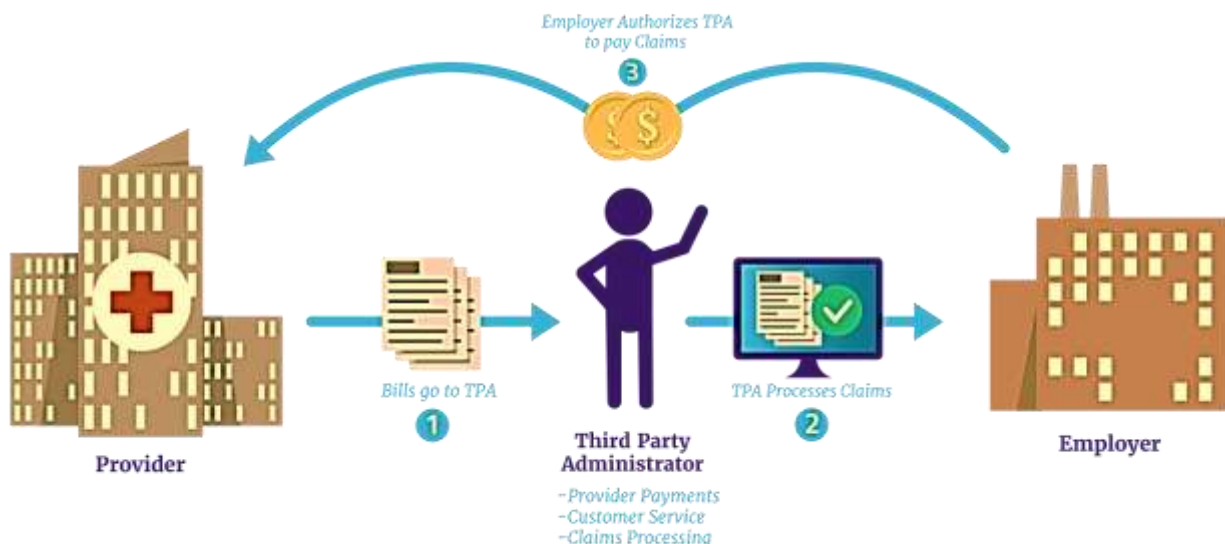 Employer Authorizes TPA
to pay Claims
3
$ $
Bills go to TPA
1
TPA Processes Claims
2
Provider
Third Party
Administrator
-Provider Payments
-Customer Service
-Claims Processing
Employer